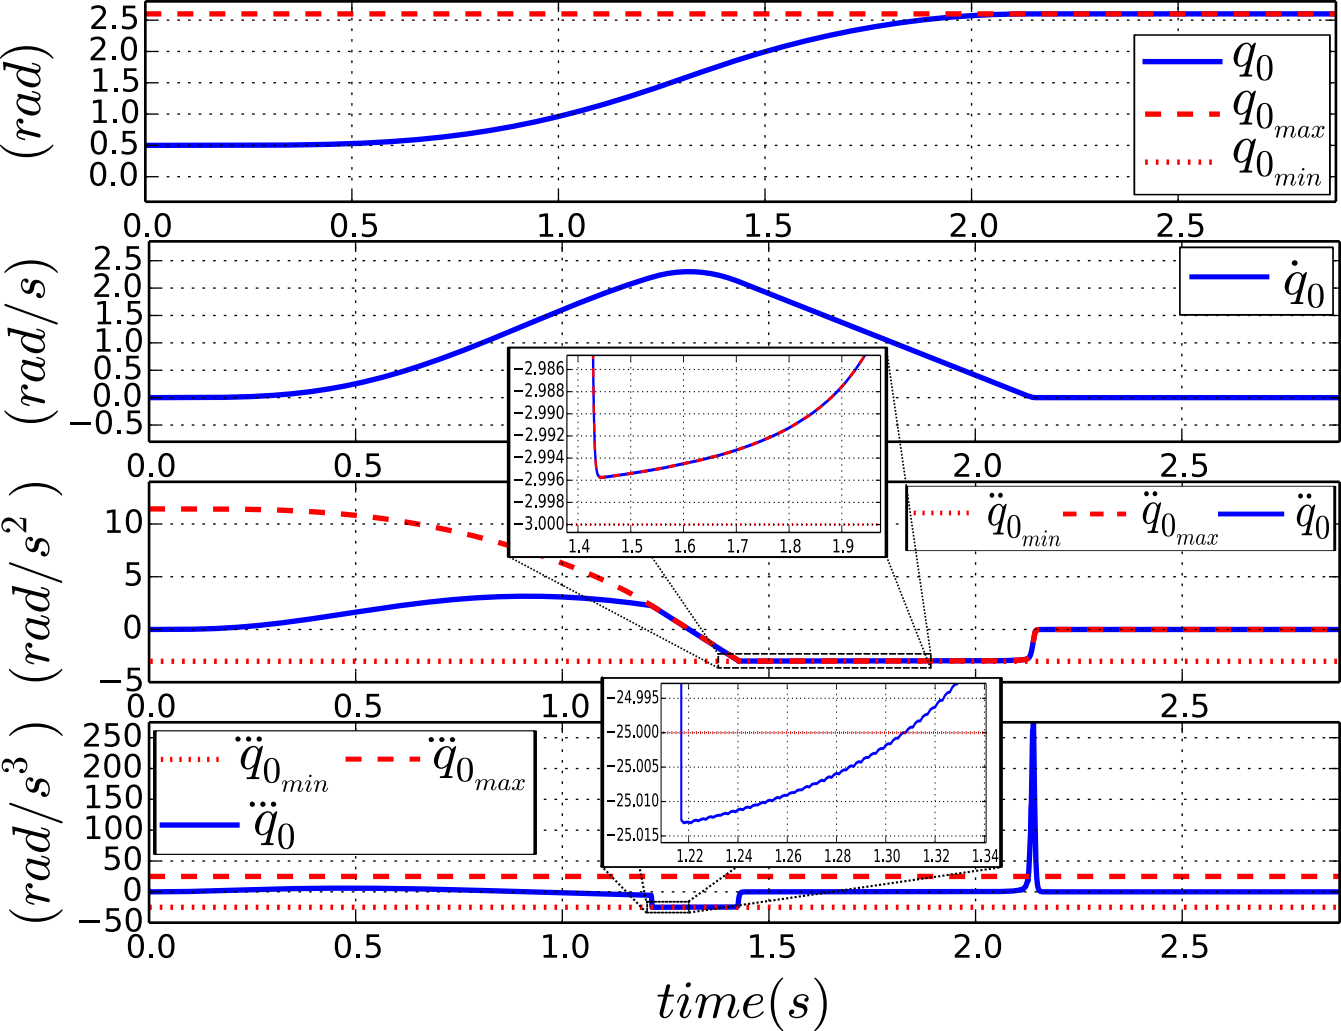 (rad)
2.5
2.0
1.5
1.0
0.5
0.0
q₀
q₀ₘₐₓ
q₀ₘᵢₙ
0.0 0.5 1.0 1.5 2.0 2.5
(rad/s)
2.5
2.0
1.5
1.0
0.5
0.0
−0.5
q̇₀
0.0 0.5 2.0 2.5
−2.986
−2.988
−2.990
−2.992
−2.994
−2.996
−2.998
−3.000
1.4 1.5 1.6 1.7 1.8 1.9
(rad/s²)
10
5
0
−5
q̈₀ₘᵢₙ q̈₀ₘₐₓ q̈₀
0.0 0.5 1.0 2.5
−24.995
−25.000
−25.005
−25.010
−25.015
1.22 1.24 1.26 1.28 1.30 1.32 1.34
(rad/s³)
250
200
150
100
50
0
−50
q⃛₀ₘᵢₙ q⃛₀ₘₐₓ
q⃛₀
0.0 0.5 1.0 1.5 2.0 2.5
time(s)